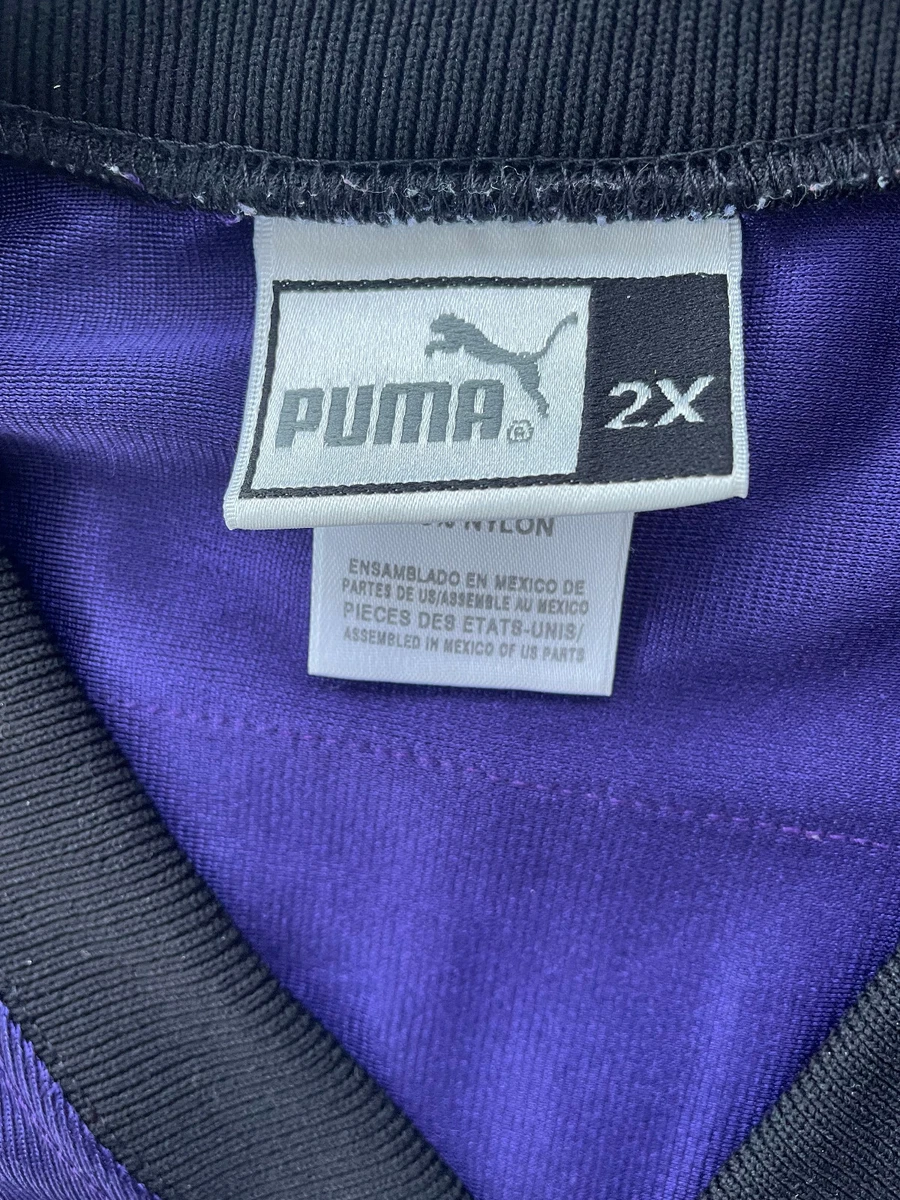 PUMA®
2X
% NYLON
ENSAMBLADO EN MEXICO DE
PARTES DE US/ASSEMBLE AU MEXICO
PIECES DES ETATS-UNIS/
ASSEMBLED IN MEXICO OF US PARTS